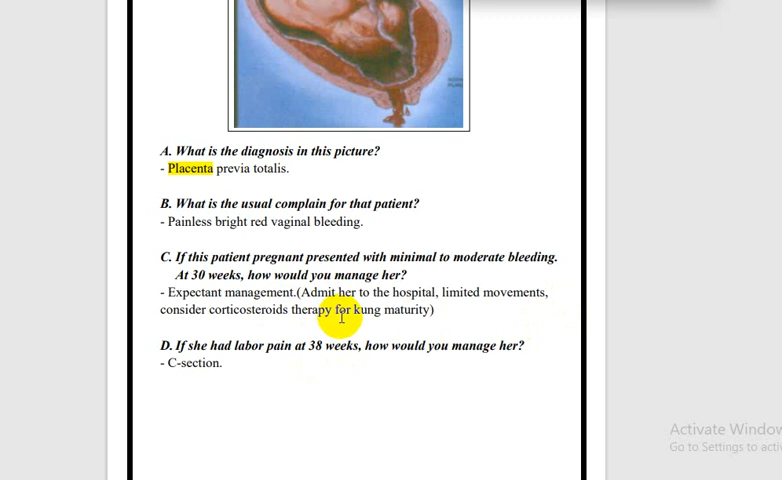 A. What is the diagnosis in this picture?
- Placenta previa totalis.
B. What is the usual complain for that patient?
- Painless bright red vaginal bleeding.
C. If this patient pregnant presented with minimal to moderate bleeding.
At 30 weeks, how would you manage her?
- Expectant management.(Admit her to the hospital, limited movements,
consider corticosteroids therapy for kung maturity)
D. If she had labor pain at 38 weeks, how would you manage her?
- C-section.
Activate Window
Go to Settings to acti